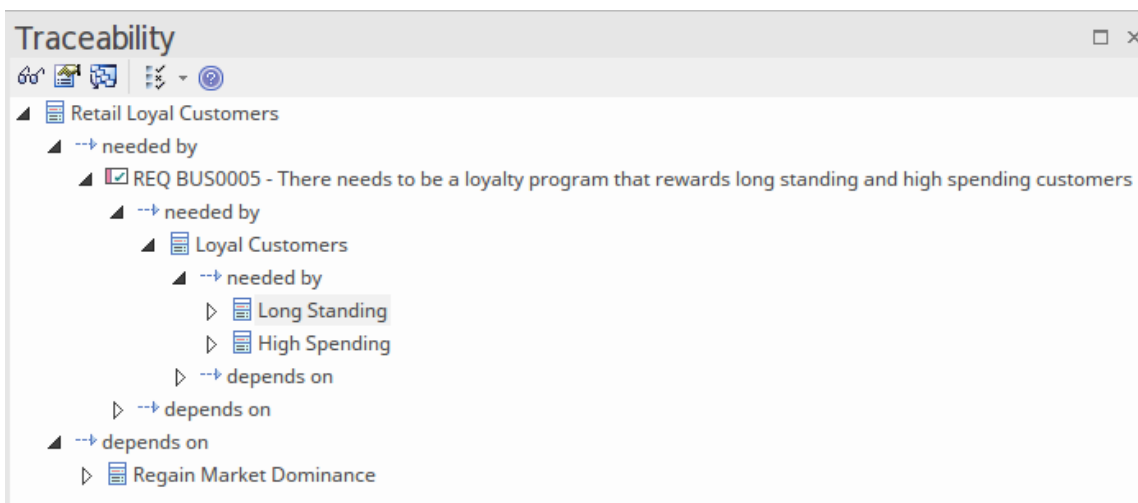 Traceability
Retail Loyal Customers
needed by
REQ BUS0005 - There needs to be a loyalty program that rewards long standing and high spending customers
needed by
Loyal Customers
needed by
Long Standing
High Spending
depends on
depends on
depends on
Regain Market Dominance